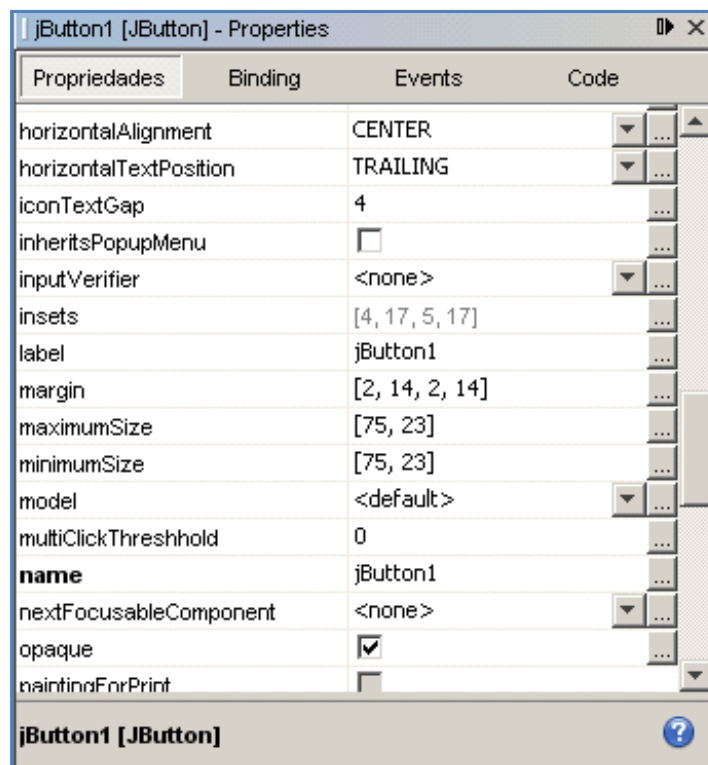 jButton1 [JButton] - Properties
Propriedades Binding Events Code
horizontalAlignment CENTER ...
horizontalTextPosition TRAILING ...
iconTextGap 4 ...
inheritsPopupMenu ...
inputVerifier <none> ...
insets [4, 17, 5, 17] ...
label jButton1 ...
margin [2, 14, 2, 14] ...
maximumSize [75, 23] ...
minimumSize [75, 23] ...
model <default> ...
multiClickThreshhold 0 ...
name jButton1 ...
nextFocusableComponent <none> ...
opaque ...
paintingForPrint
jButton1 [JButton] ?